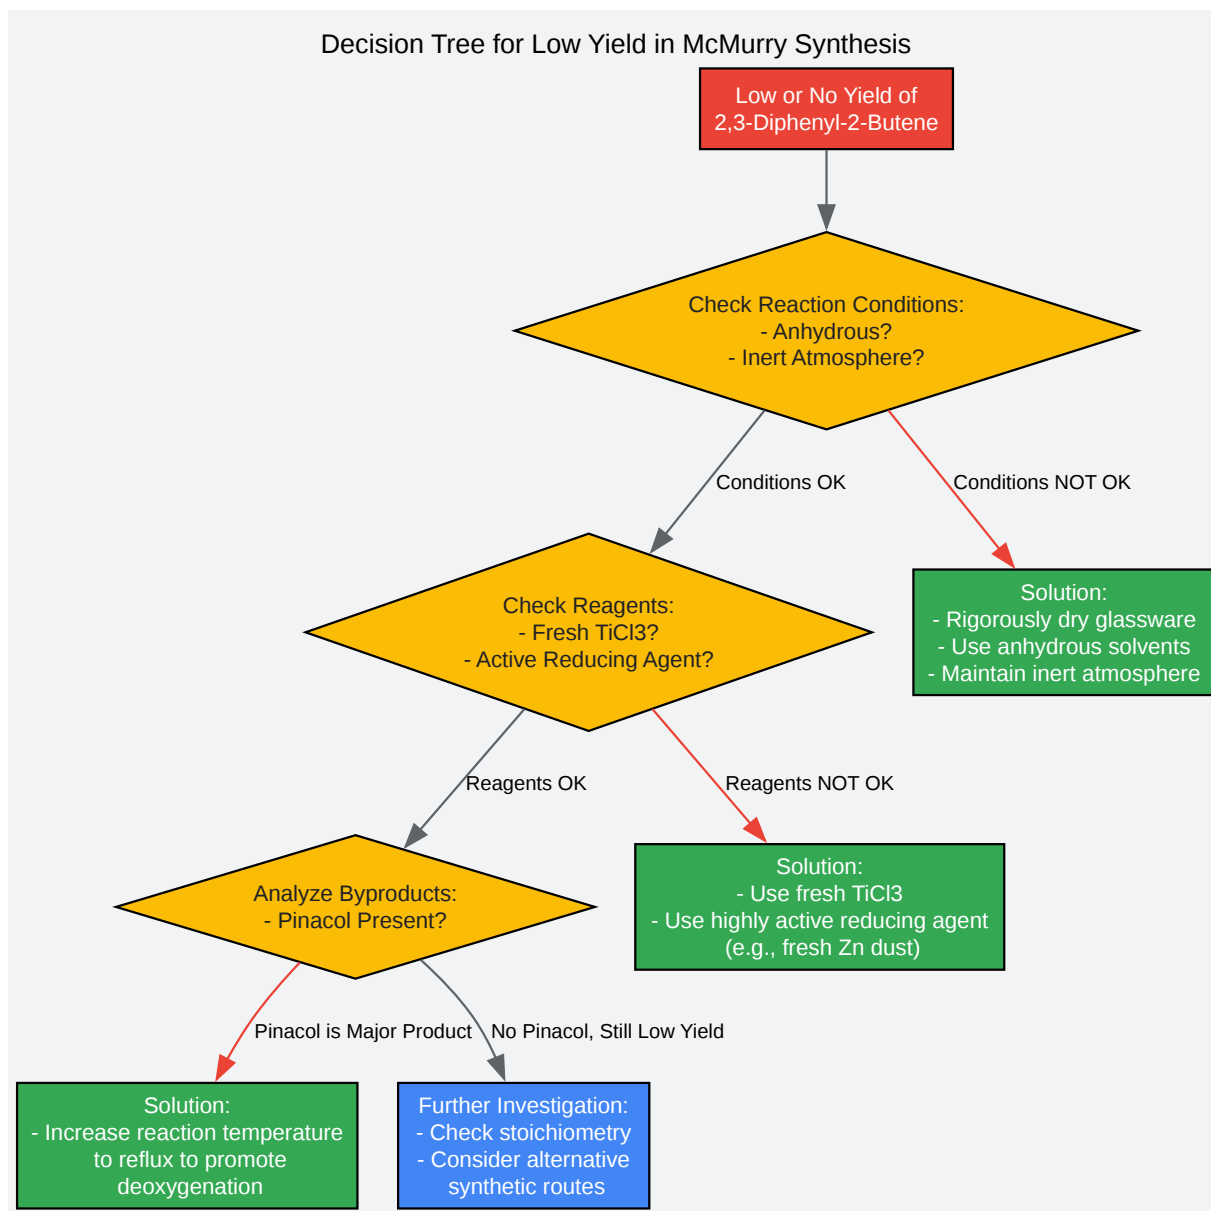 Decision Tree for Low Yield in McMurry Synthesis
Low or No Yield of
2,3-Diphenyl-2-Butene
Check Reaction Conditions:
- Anhydrous?
- Inert Atmosphere?
Conditions OK
Conditions NOT OK
Check Reagents:
- Fresh TiCl3?
- Active Reducing Agent?
Solution:
- Rigorously dry glassware
- Use anhydrous solvents
- Maintain inert atmosphere
Reagents OK
Reagents NOT OK
Analyze Byproducts:
- Pinacol Present?
Solution:
- Use fresh TiCl3
- Use highly active reducing agent
(e.g., fresh Zn dust)
Pinacol is Major Product
No Pinacol, Still Low Yield
Solution:
- Increase reaction temperature
to reflux to promote
deoxygenation
Further Investigation:
- Check stoichiometry
- Consider alternative
synthetic routes